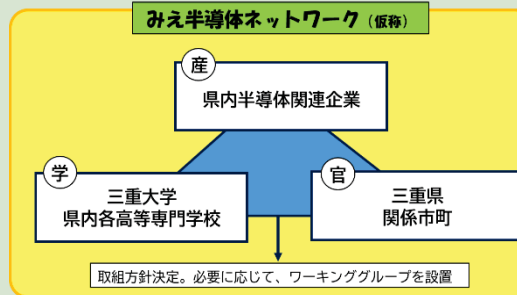 みえ半導体ネットワーク（仮称）
産
県内半導体関連企業
学
三重大学
県内各高等専門学校
官
三重県
関係市町
取組方針決定。必要に応じて、ワーキンググループを設置